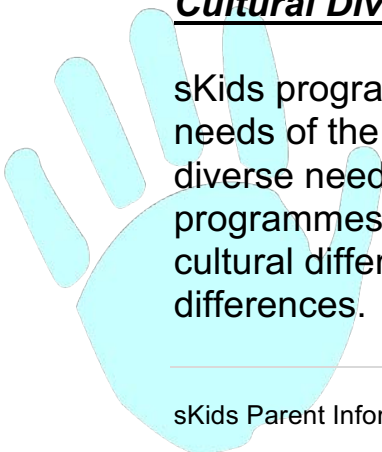 Cultural Div
sKids progra
needs of the
diverse need
programmes
cultural differ
differences.
sKids Parent Infor